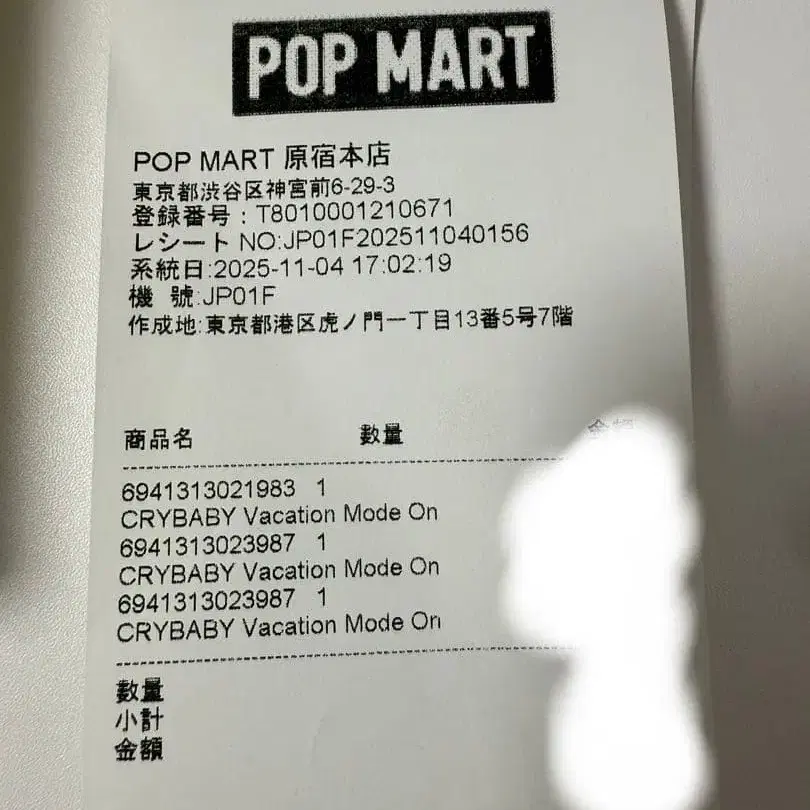 POP MART
POP MART 原宿本店
東京都渋谷区神宮前6-29-3
登録番号：T8010001210671
レシート NO:JP01F202511040156
系統日:2025-11-04 17:02:19
機 號:JP01F
作成地:東京都港区虎ノ門一丁目13番5号7階
商品名 數量
6941313021983 1
CRYBABY Vacation Mode On
6941313023987 1
CRYBABY Vacation Mode On
6941313023987 1
CRYBABY Vacation Mode On
數量
小計
金額